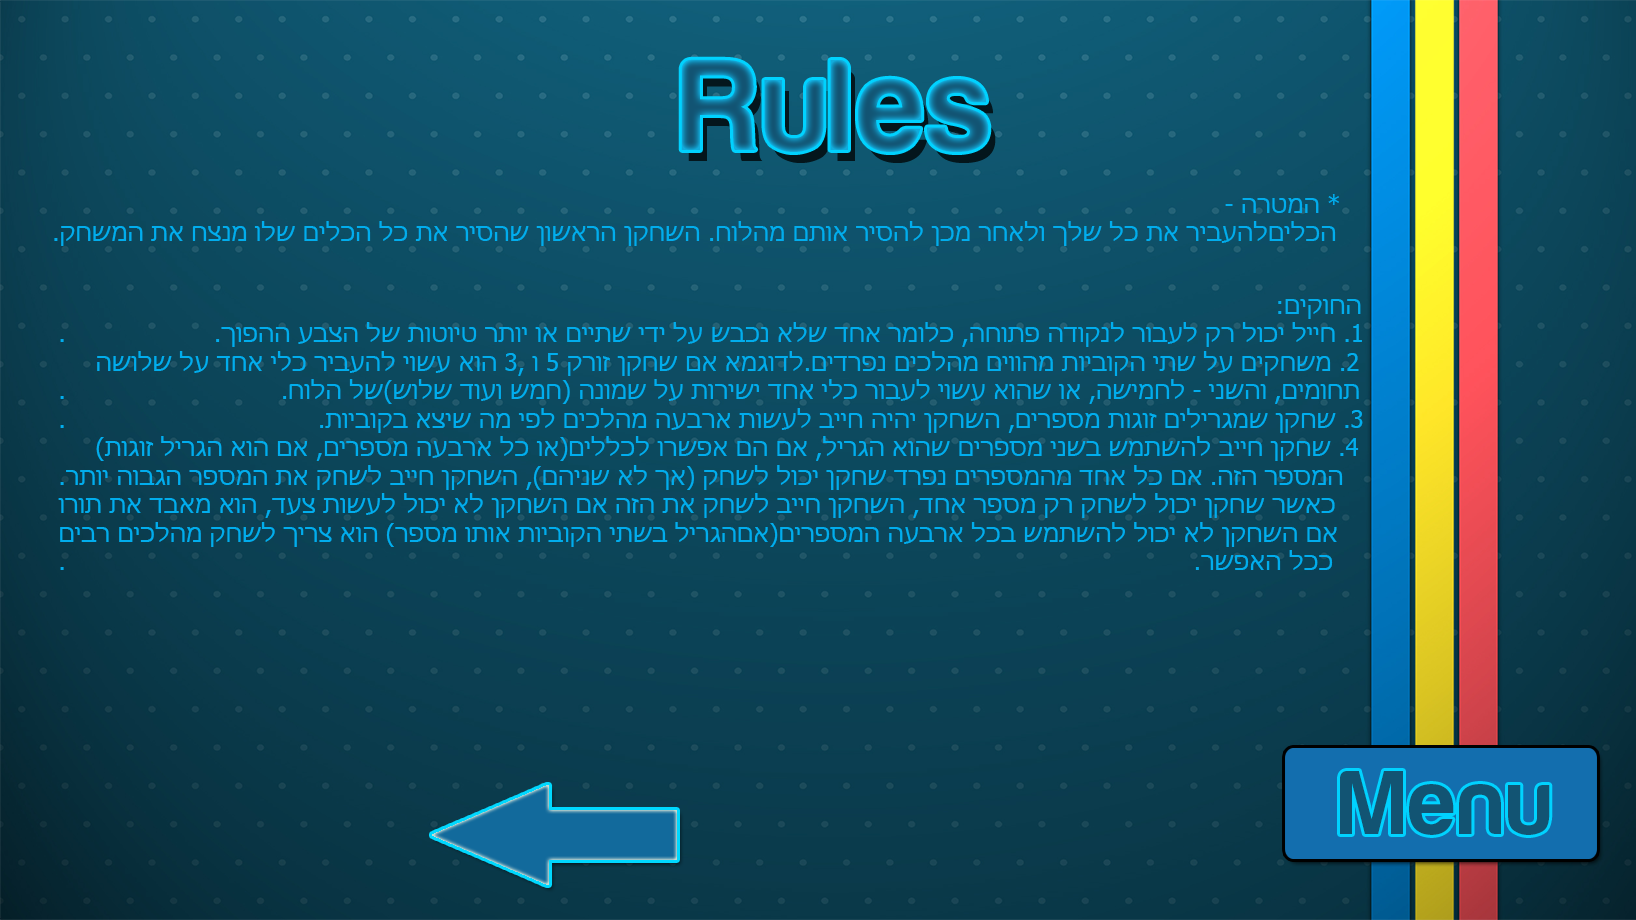 Rules
* המטרה -
הכליםלהעביר את כל שלך ולאחר מכן להסיר אותם מהלוח. השחקן הראשון שהסיר את כל הכלים שלו מנצח את המשחק.
החוקים:
1. חייל יכול רק לעבור לנקודה פתוחה, כלומר אחד שלא נכבש על ידי שתיים או יותר טיוטות של הצבע ההפוך. .
2. משחקים על שתי הקוביות מהווים מהלכים נפרדים.לדוגמא אם שחקן זורק 5 ו ,3 הוא עשוי להעביר כלי אחד על שלושה
תחומים, והשני - לחמישה, או שהוא עשוי לעבור כלי אחד ישירות על שמונה (חמש ועוד שלוש)של הלוח. .
3. שחקן שמגרילים זוגות מספרים, השחקן יהיה חייב לעשות ארבעה מהלכים לפי מה שיצא בקוביות. .
4. שחקן חייב להשתמש בשני מספרים שהוא הגריל, אם הם אפשרו לכללים(או כל ארבעה מספרים, אם הוא הגריל זוגות)
המספר הזה. אם כל אחד מהמספרים נפרד שחקן יכול לשחק (אך לא שניהם), השחקן חייב לשחק את המספר הגבוה יותר.
כאשר שחקן יכול לשחק רק מספר אחד, השחקן חייב לשחק את הזה אם השחקן לא יכול לעשות צעד, הוא מאבד את תורו
אם השחקן לא יכול להשתמש בכל ארבעה המספרים(אםהגריל בשתי הקוביות אותו מספר) הוא צריך לשחק מהלכים רבים
ככל האפשר. .
Menu